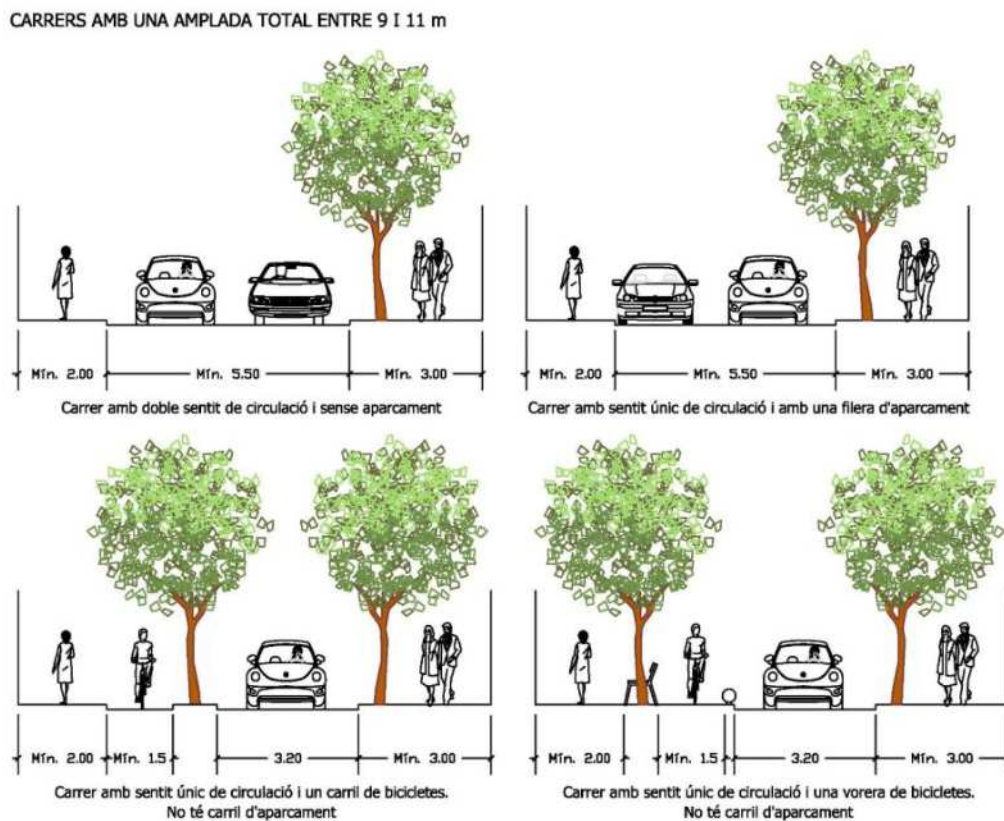 CARRERS AMB UNA AMPLADA TOTAL ENTRE 9 I 11 m
Mín. 2.00 Mín. 5.50 Mín. 3.00
Carrer amb doble sentit de circulació i sense aparcament
Mín. 2.00 Mín. 5.50 Mín. 3.00
Carrer amb sentit únic de circulació i amb una filera d'aparcament
Mín. 2.00 Mín. 1.5 3.20 Mín. 3.00
Carrer amb sentit únic de circulació i un carril de bicicletes.
No té carril d'aparcament
Mín. 2.00 Mín. 1.5 3.20 Mín. 3.00
Carrer amb sentit únic de circulació i una vorera de bicicletes.
No té carril d'aparcament